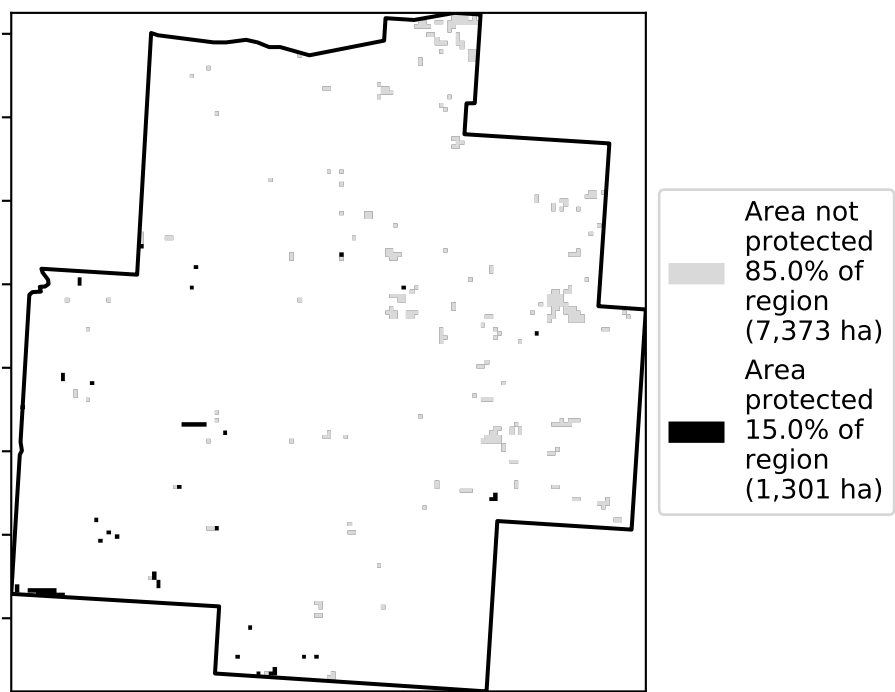 Area not
protected
85.0% of
region
(7,373 ha)
Area
protected
15.0% of
region
(1,301 ha)